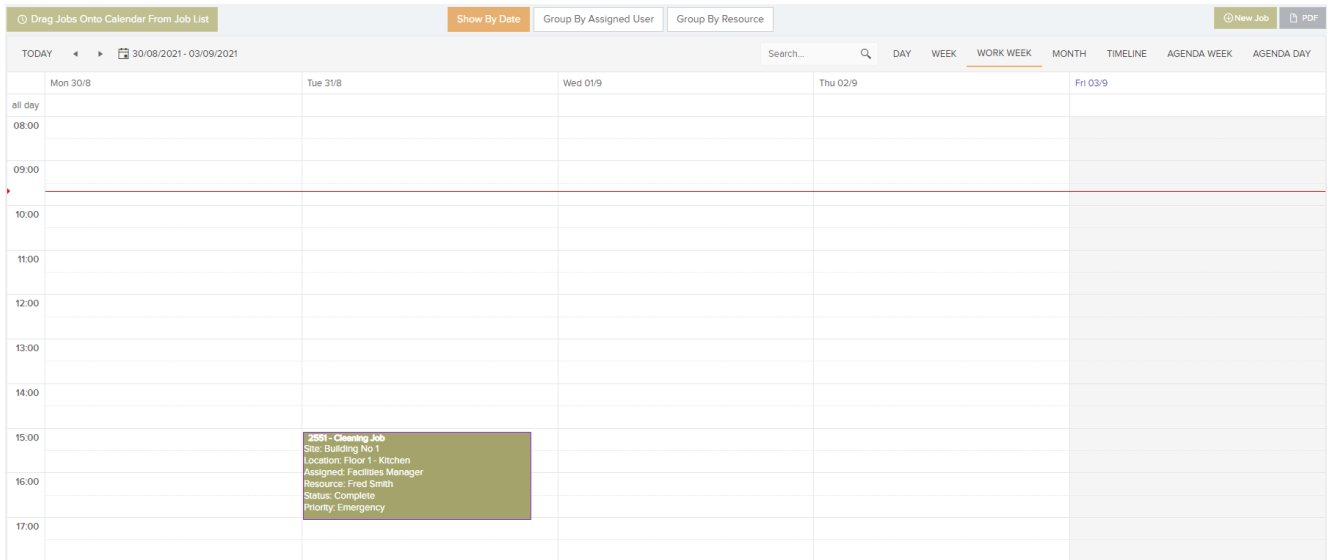 Drag Jobs Onto Calendar From Job List
Show By Date
Group By Assigned User
Group By Resource
New Job
PDF
TODAY
30/08/2021 - 03/09/2021
Search...
DAY
WEEK
WORK WEEK
MONTH
TIMELINE
AGENDA WEEK
AGENDA DAY
Mon 30/8
Tue 31/8
Wed 01/9
Thu 02/9
Fri 03/9
all day
08:00
09:00
10:00
11:00
12:00
13:00
14:00
15:00
2551 - Cleening Job
Site: Building No 1
Location: Floor 1 - Kitchen
Assigned: Facilities Manager
16:00
Resource: Fred Smith
Status: Complete
Priority: Emergency
17:00